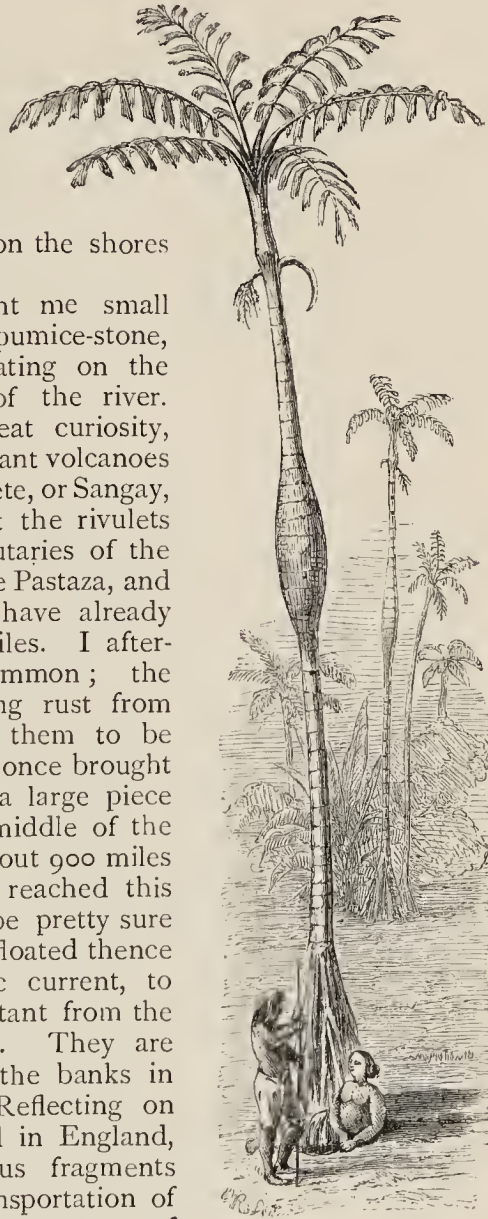 on the shores
nt me small
pumice-stone,
ating on the
of the river.
eat curiosity,
ant volcanoes
ete, or Sangay,
t the rivulets
utaries of the
e Pastaza, and
have already
iles. I after-
mmon; the
ng rust from
them to be
once brought
a large piece
middle of the
out 900 miles
reached this
be pretty sure
floated thence
c current, to
tant from the
. They are
the banks in
Reflecting on
l in England,
us fragments
nsportation of